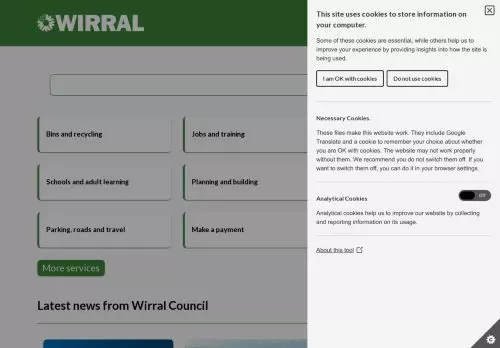 WIRRAL
Bins and recycling
Jobs and training
Schools and adult learning
Planning and building
Parking, roads and travel
Make a payment
More services
Latest news from Wirral Council
This site uses cookies to store information on
your computer.
Some of these cookies are essential, while others help us to
improve your experience by providing insights into how the site is
being used.
I am OK with cookies
Do not use cookies
Necessary Cookies
These files make this website work. They include Google
Translate and a cookie to remember your choice about whether
you are OK with cookies. The website may not work properly
without them. We recommend you do not switch them off. If you
want to switch them off, you can do it in your browser settings.
Analytical Cookies
Off
Analytical cookies help us to improve our website by collecting
and reporting information on its usage.
About this tool